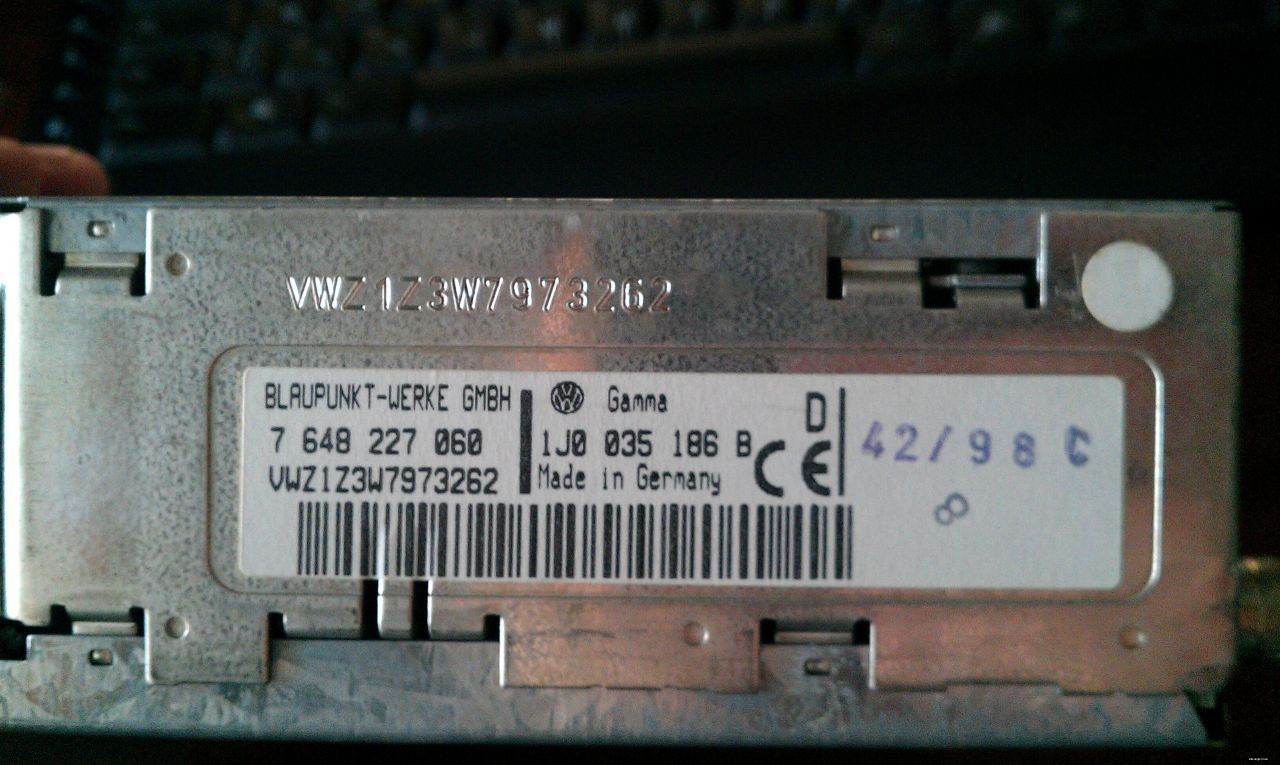 VWZ1Z3W7973262
BLAUPUNKT-WERKE GMBH
7 648 227 060
VWZ1Z3W7973262
Gamma
1J0 035 186 B
Made in Germany
D
CE
42/98 C
8